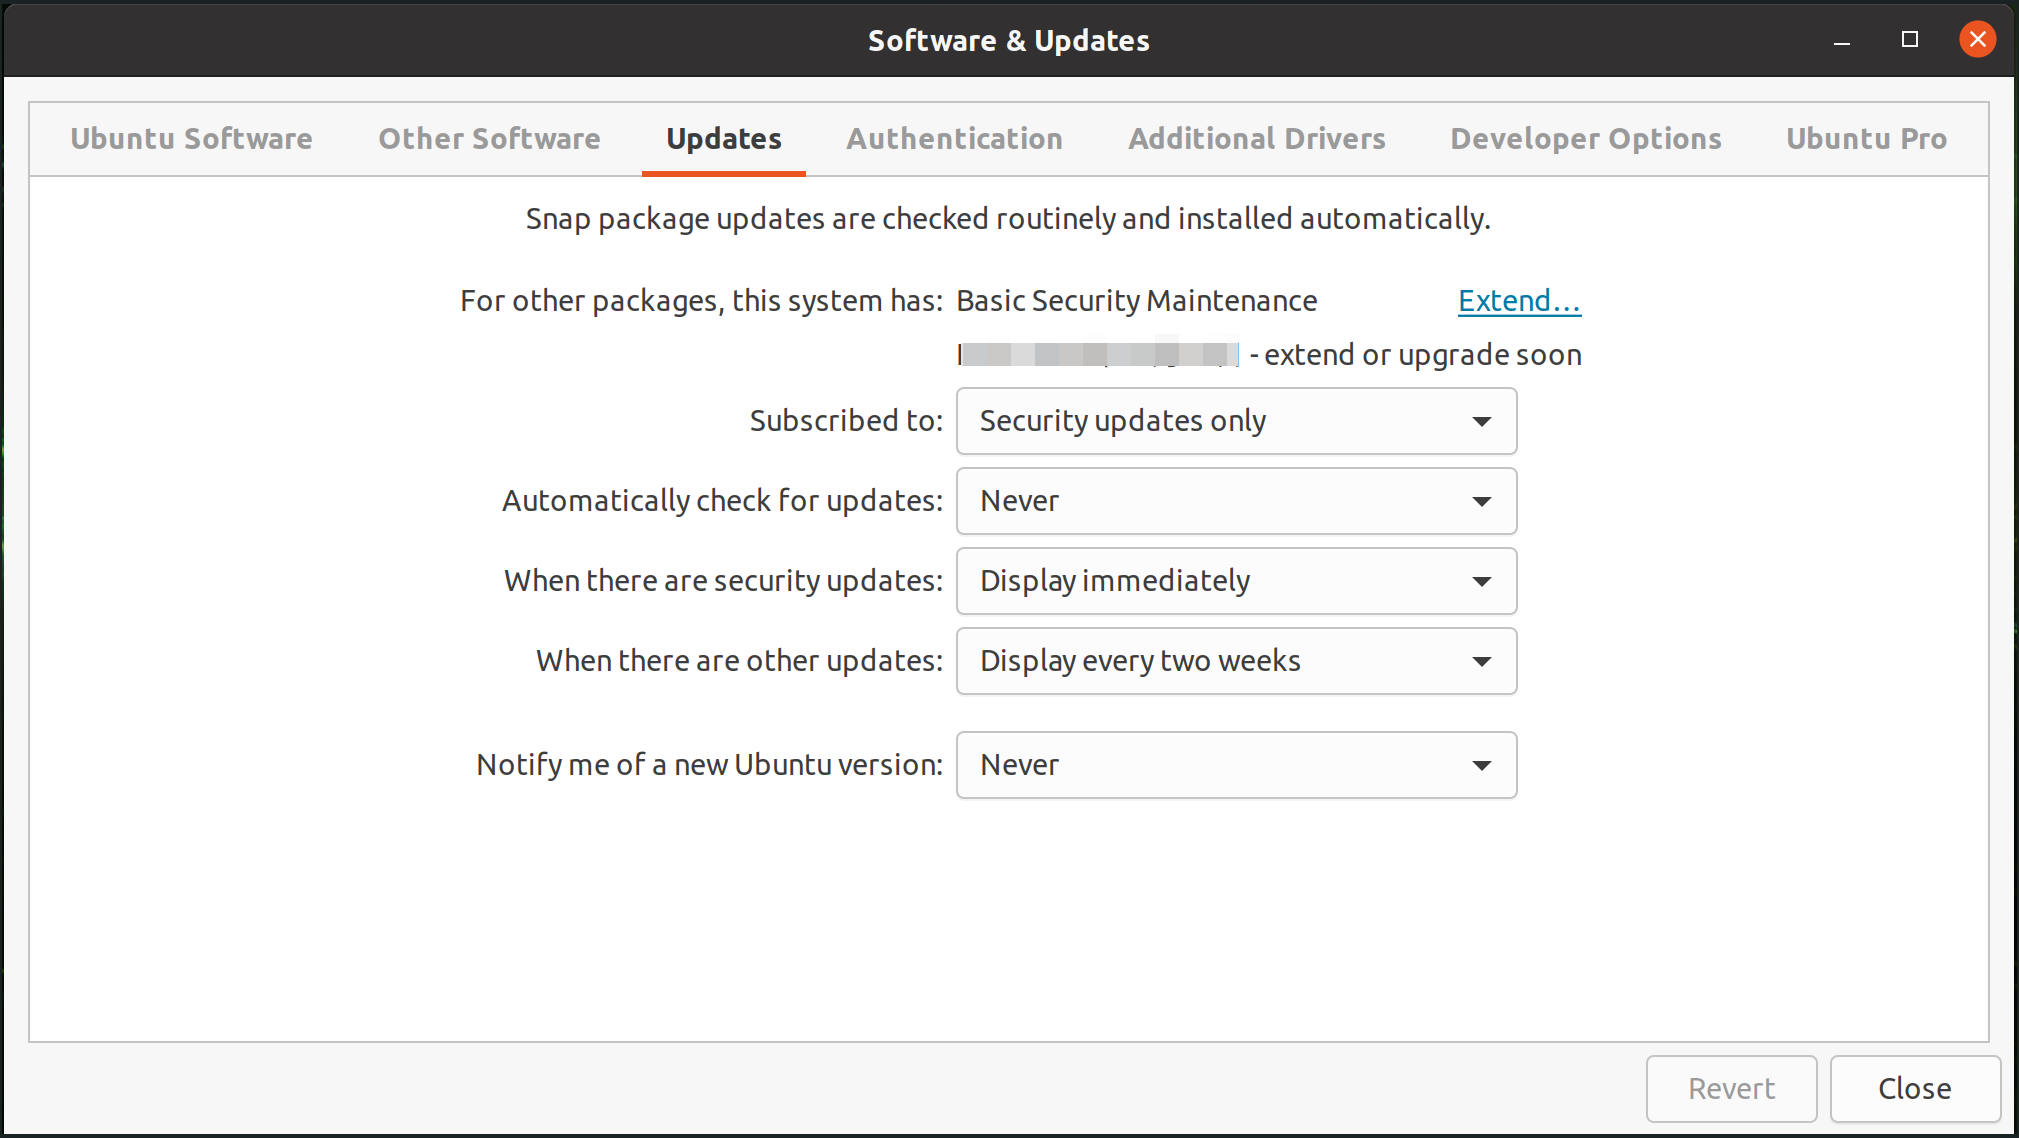 Software & Updates
Ubuntu Software Other Software Updates Authentication Additional Drivers Developer Options Ubuntu Pro
Snap package updates are checked routinely and installed automatically.
For other packages, this system has: Basic Security Maintenance Extend...
- extend or upgrade soon
Subscribed to: Security updates only
Automatically check for updates: Never
When there are security updates: Display immediately
When there are other updates: Display every two weeks
Notify me of a new Ubuntu version: Never
Revert Close